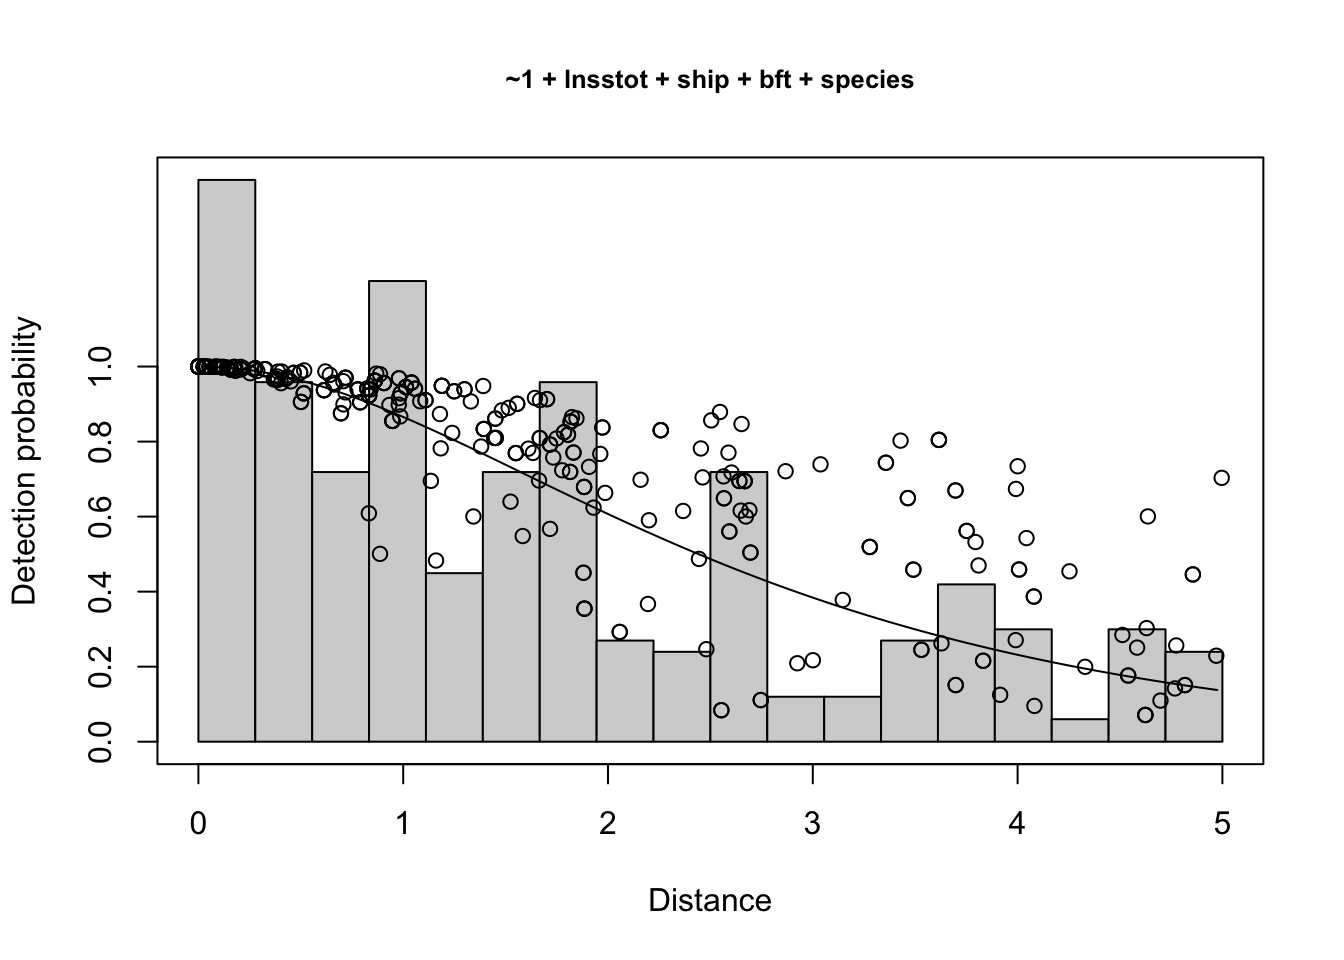 ~1 + lnsstot + ship + bft + species
Detection probability
1.0
0.8
0.6
0.4
0.2
0.0
0 1 2 3 4 5
Distance